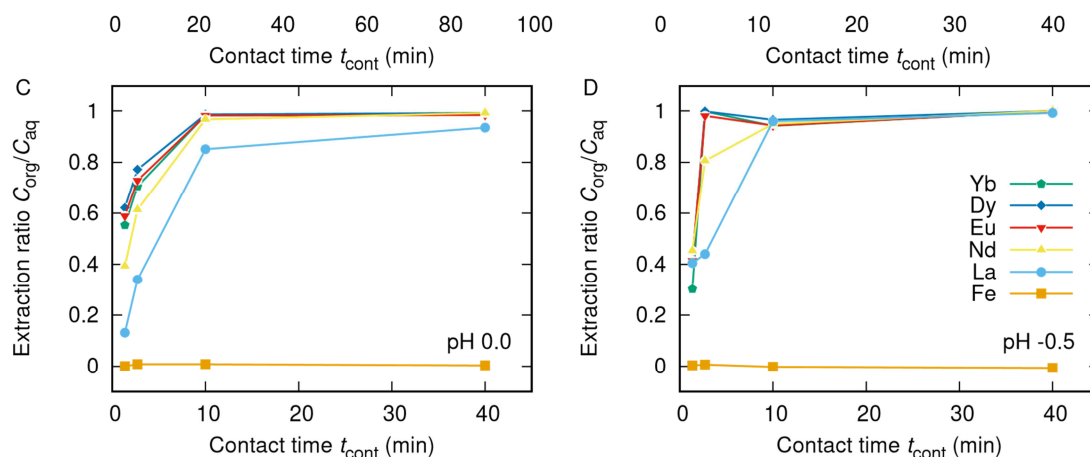 0 20 40 60 80 100
Contact time tcont (min)
0 10 20 30 40
Contact time tcont (min)
C
1
0.8
0.6
0.4
0.2
0
Extraction ratio Corg/Caq
pH 0.0
0 10 20 30 40
Contact time tcont (min)
D
1
0.8
0.6
0.4
0.2
0
Extraction ratio Corg/Caq
Yb
Dy
Eu
Nd
La
Fe
pH -0.5
0 10 20 30 40
Contact time tcont (min)